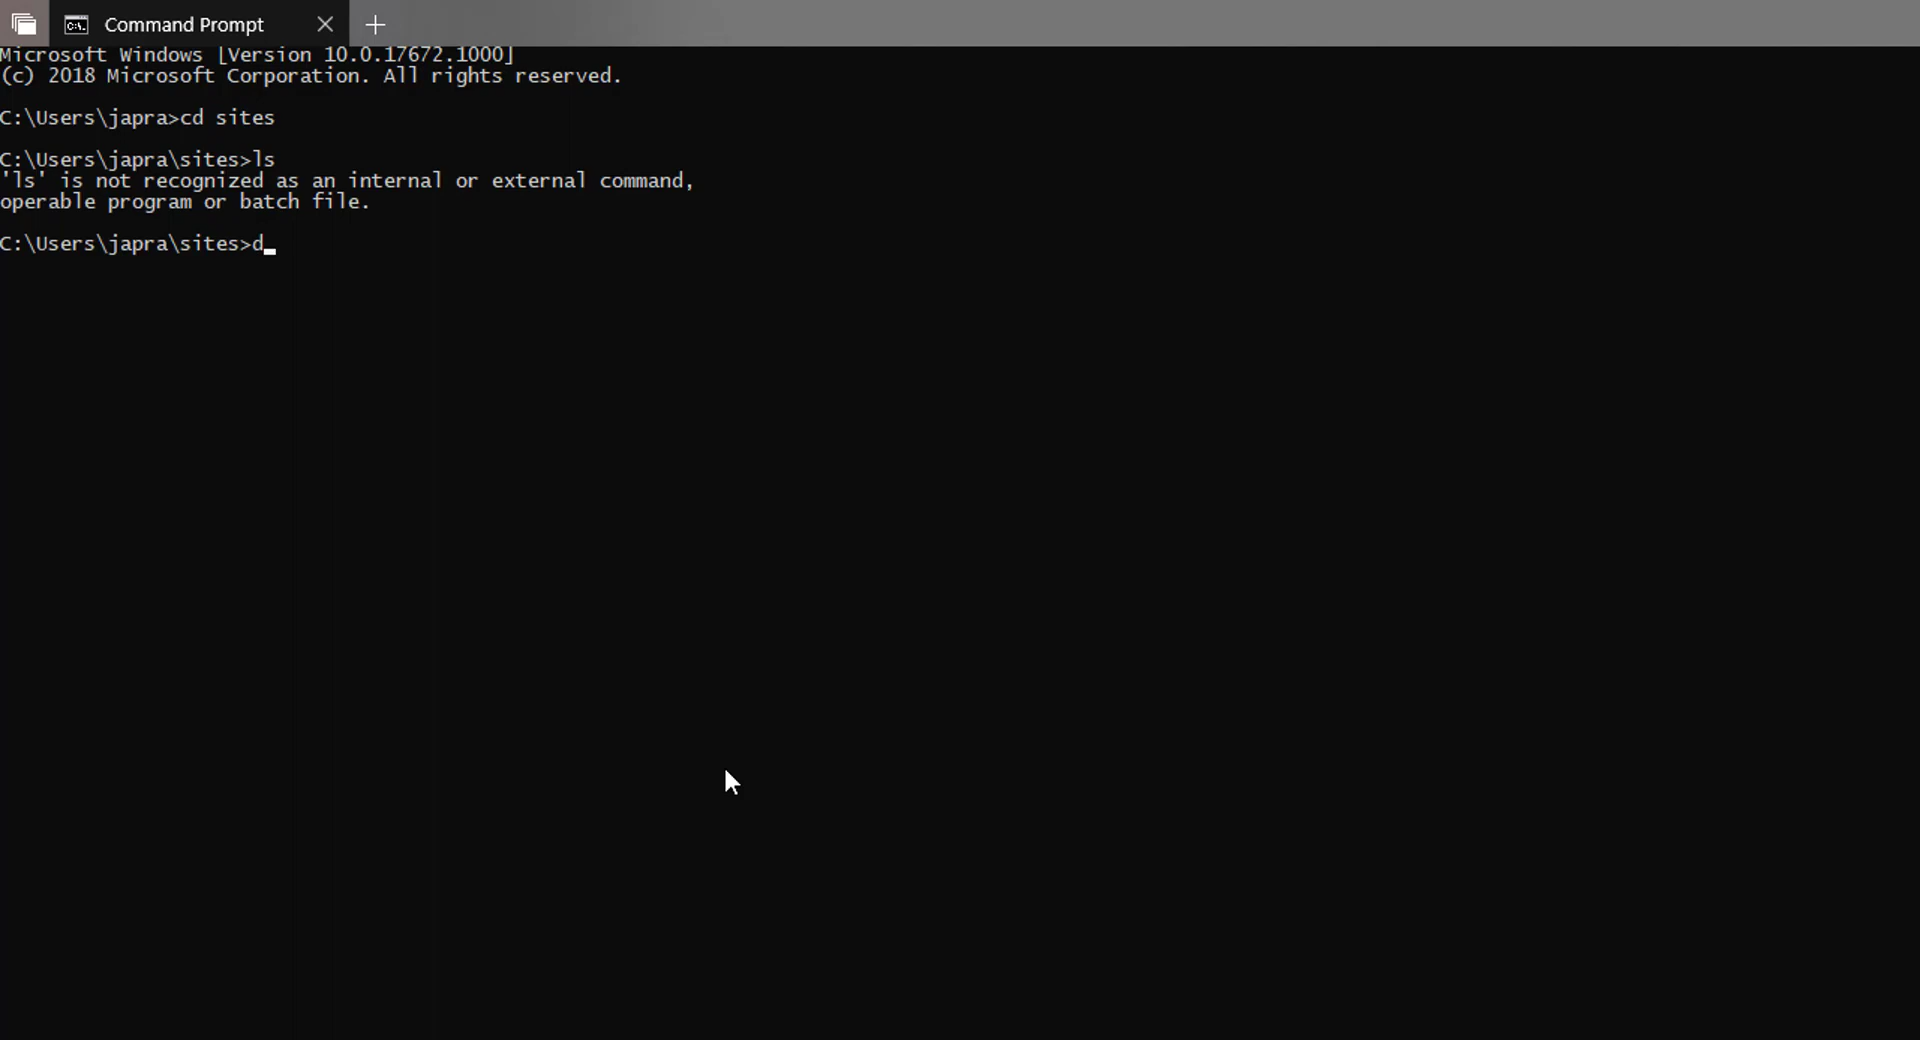 Command Prompt
Microsoft Windows [Version 10.0.17672.1000]
(c) 2018 Microsoft Corporation. All rights reserved.
C:\Users\japra>cd sites
C:\Users\japra\sites>ls
'ls' is not recognized as an internal or external command,
operable program or batch file.
C:\Users\japra\sites>d